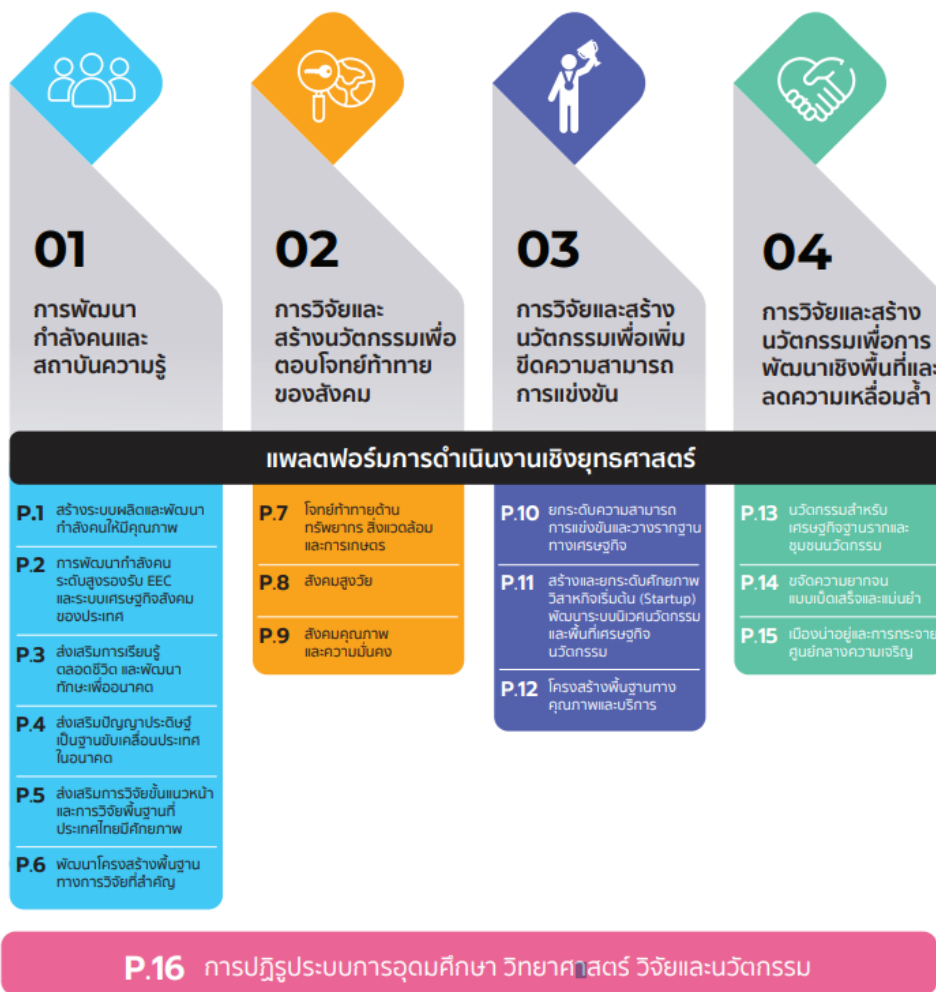 01
การพัฒนา
กำลังคนและ
สถาบันความรู้
02
การวิจัยและ
สร้างนวัตกรรมเพื่อ
ตอบโจทย์ท้าทาย
ของสังคม
03
การวิจัยและสร้าง
นวัตกรรมเพื่อเพิ่ม
ขีดความสามารถ
การแข่งขัน
04
การวิจัยและสร้าง
นวัตกรรมเพื่อการ
พัฒนาเชิงพื้นที่และ
ลดความเหลื่อมล้ำ
แพลตฟอร์มการดำเนินงานเชิงยุทธศาสตร์
P.1 สร้างระบบผลิตและพัฒนา
กำลังคนให้มีคุณภาพ
P.2 การพัฒนากำลังคน
ระดับสูงรองรับ EEC
และระบบเศรษฐกิจสังคม
ของประเทศ
P.3 ส่งเสริมการเรียนรู้
ตลอดชีวิต และพัฒนา
ทักษะเพื่ออนาคต
P.4 ส่งเสริมปัญญาประดิษฐ์
เป็นฐานขับเคลื่อนประเทศ
ในอนาคต
P.5 ส่งเสริมการวิจัยขั้นแนวหน้า
และการวิจัยพื้นฐานที่
ประเทศไทยมีศักยภาพ
P.6 พัฒนาโครงสร้างพื้นฐาน
ทางการวิจัยที่สำคัญ
P.7 โจทย์ท้าทายด้าน
ทรัพยากร สิ่งแวดล้อม
และการเกษตร
P.8 สังคมสูงวัย
P.9 สังคมคุณภาพ
และความมั่นคง
P.10 ยกระดับความสามารถ
การแข่งขันและวางรากฐาน
ทางเศรษฐกิจ
P.11 สร้างและยกระดับศักยภาพ
วิสาหกิจเริ่มต้น (Startup)
พัฒนาระบบนิเวศนวัตกรรม
และพื้นที่เศรษฐกิจ
นวัตกรรม
P.12 โครงสร้างพื้นฐานทาง
คุณภาพและบริการ
P.13 นวัตกรรมสำหรับ
เศรษฐกิจฐานรากและ
ชุมชนนวัตกรรม
P.14 ขจัดความยากจน
แบบเบ็ดเสร็จและแม่นยำ
P.15 เมืองน่าอยู่และการกระจาย
ศูนย์กลางความเจริญ
P.16 การปฏิรูประบบการอุดมศึกษา วิทยาศาสตร์ วิจัยและนวัตกรรม